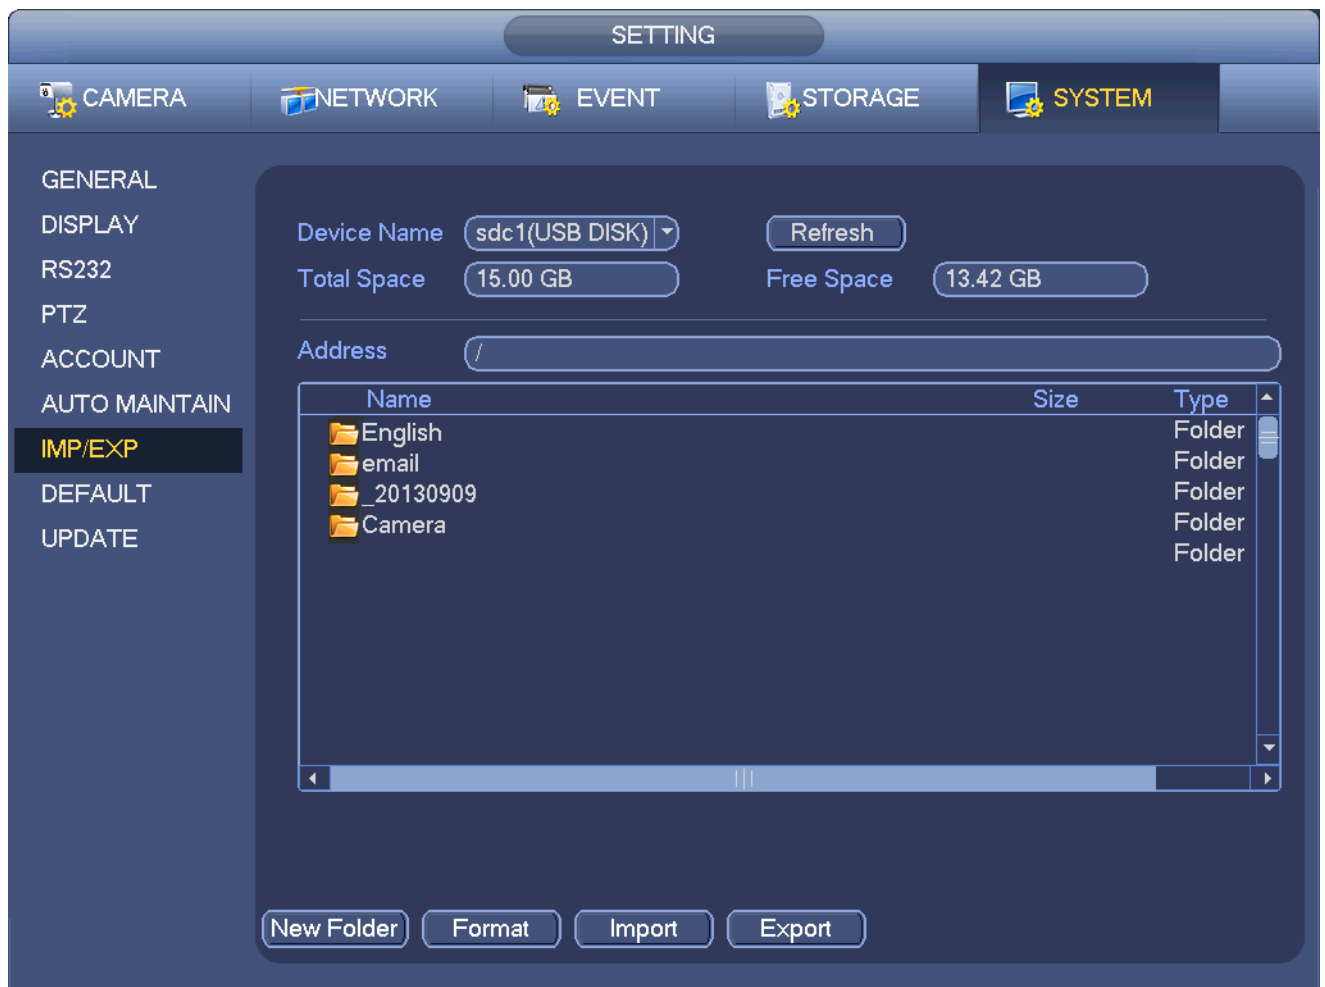 SETTING
CAMERA NETWORK EVENT STORAGE SYSTEM
GENERAL
DISPLAY
RS232
PTZ
ACCOUNT
AUTO MAINTAIN
IMP/EXP
DEFAULT
UPDATE
Device Name sdc1(USB DISK) Refresh
Total Space 15.00 GB Free Space 13.42 GB
Address /
Name Size Type
English Folder
email Folder
_20130909 Folder
Camera Folder
Folder
New Folder Format Import Export